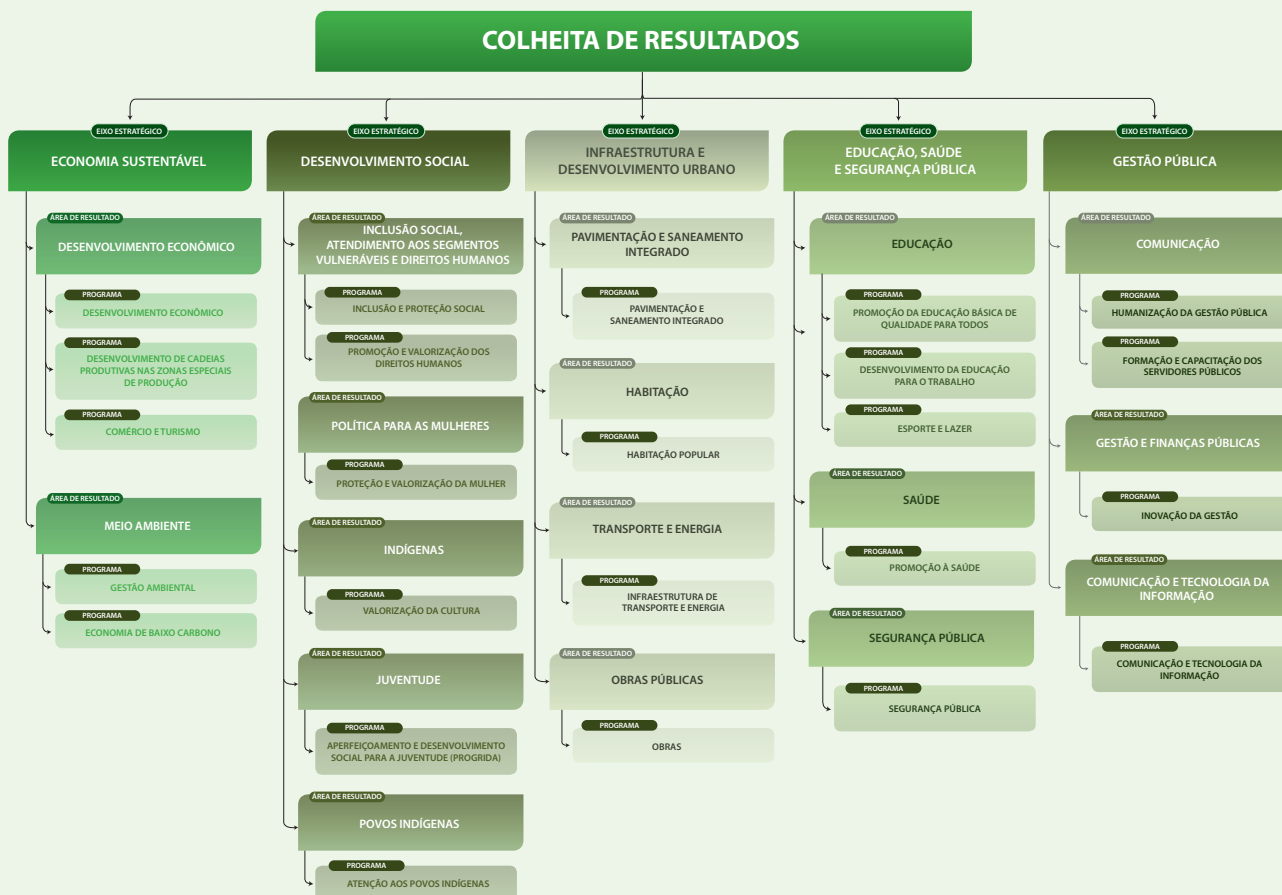 COLHEITA DE RESULTADOS
EIXO ESTRATÉGICO
ECONOMIA SUSTENTÁVEL
ÁREA DE RESULTADO
DESENVOLVIMENTO ECONÔMICO
PROGRAMA
DESENVOLVIMENTO ECONÔMICO
PROGRAMA
DESENVOLVIMENTO DE CADEIAS
PRODUTIVAS NAS ZONAS ESPECIAIS
DE PRODUÇÃO
PROGRAMA
COMÉRCIO E TURISMO
ÁREA DE RESULTADO
MEIO AMBIENTE
PROGRAMA
GESTÃO AMBIENTAL
PROGRAMA
ECONOMIA DE BAIXO CARBONO
EIXO ESTRATÉGICO
DESENVOLVIMENTO SOCIAL
ÁREA DE RESULTADO
INCLUSÃO SOCIAL,
ATENDIMENTO AOS SEGMENTOS
VULNERÁVEIS E DIREITOS HUMANOS
PROGRAMA
INCLUSÃO E PROTEÇÃO SOCIAL
PROGRAMA
PROMOÇÃO E VALORIZAÇÃO DOS
DIREITOS HUMANOS
ÁREA DE RESULTADO
POLÍTICA PARA AS MULHERES
PROGRAMA
PROTEÇÃO E VALORIZAÇÃO DA MULHER
ÁREA DE RESULTADO
INDÍGENAS
PROGRAMA
VALORIZAÇÃO DA CULTURA
ÁREA DE RESULTADO
JUVENTUDE
PROGRAMA
APERFEIÇOAMENTO E DESENVOLVIMENTO
SOCIAL PARA A JUVENTUDE (PROGRIDA)
ÁREA DE RESULTADO
POVOS INDÍGENAS
PROGRAMA
ATENÇÃO AOS POVOS INDÍGENAS
EIXO ESTRATÉGICO
INFRAESTRUTURA E
DESENVOLVIMENTO URBANO
ÁREA DE RESULTADO
PAVIMENTAÇÃO E SANEAMENTO
INTEGRADO
PROGRAMA
PAVIMENTAÇÃO E
SANEAMENTO INTEGRADO
ÁREA DE RESULTADO
HABITAÇÃO
PROGRAMA
HABITAÇÃO POPULAR
ÁREA DE RESULTADO
TRANSPORTE E ENERGIA
PROGRAMA
INFRAESTRUTURA DE
TRANSPORTE E ENERGIA
ÁREA DE RESULTADO
OBRAS PÚBLICAS
PROGRAMA
OBRAS
EIXO ESTRATÉGICO
EDUCAÇÃO, SAÚDE
E SEGURANÇA PÚBLICA
ÁREA DE RESULTADO
EDUCAÇÃO
PROGRAMA
PROMOÇÃO DA EDUCAÇÃO BÁSICA DE
QUALIDADE PARA TODOS
PROGRAMA
DESENVOLVIMENTO DA EDUCAÇÃO
PARA O TRABALHO
PROGRAMA
ESPORTE E LAZER
ÁREA DE RESULTADO
SAÚDE
PROGRAMA
PROMOÇÃO À SAÚDE
ÁREA DE RESULTADO
SEGURANÇA PÚBLICA
PROGRAMA
SEGURANÇA PÚBLICA
EIXO ESTRATÉGICO
GESTÃO PÚBLICA
ÁREA DE RESULTADO
COMUNICAÇÃO
PROGRAMA
HUMANIZAÇÃO DA GESTÃO PÚBLICA
PROGRAMA
FORMAÇÃO E CAPACITAÇÃO DOS
SERVIDORES PÚBLICOS
ÁREA DE RESULTADO
GESTÃO E FINANÇAS PÚBLICAS
PROGRAMA
INOVAÇÃO DA GESTÃO
ÁREA DE RESULTADO
COMUNICAÇÃO E TECNOLOGIA DA
INFORMAÇÃO
PROGRAMA
COMUNICAÇÃO E TECNOLOGIA DA
INFORMAÇÃO